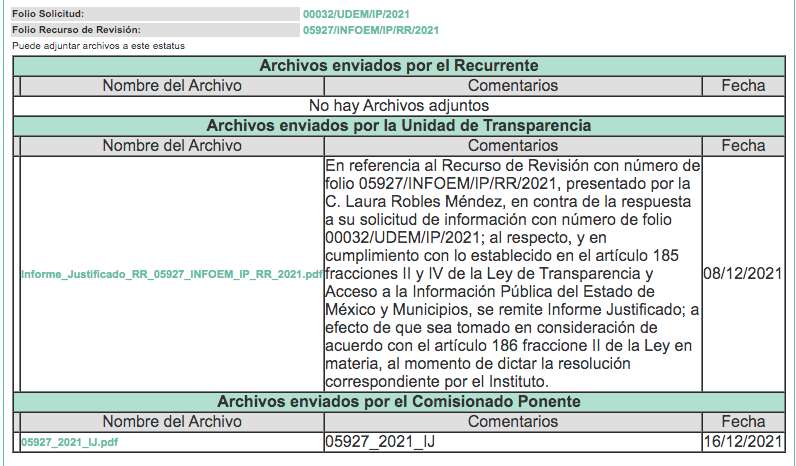 Folio Solicitud: 00032/UDEM/IP/2021
Folio Recurso de Revisión: 05927/INFOEM/IP/RR/2021
Puede adjuntar archivos a este estatus
Archivos enviados por el Recurrente
Nombre del Archivo Comentarios Fecha
No hay Archivos adjuntos
Archivos enviados por la Unidad de Transparencia
Nombre del Archivo Comentarios Fecha
En referencia al Recurso de Revisión con número de
folio 05927/INFOEM/IP/RR/2021, presentado por la
C. Laura Robles Méndez, en contra de la respuesta
a su solicitud de información con número de folio
00032/UDEM/IP/2021; al respecto, y en
cumplimiento con lo establecido en el artículo 185
Informe_Justificado_RR_05927_INFOEM_IP_RR_2021.pdf fracciones II y IV de la Ley de Transparencia y 08/12/2021
Acceso a la Información Pública del Estado de
México y Municipios, se remite Informe Justificado; a
efecto de que sea tomado en consideración de
acuerdo con el artículo 186 fraccione II de la Ley en
materia, al momento de dictar la resolución
correspondiente por el Instituto.
Archivos enviados por el Comisionado Ponente
Nombre del Archivo Comentarios Fecha
05927_2021_IJ.pdf 05927_2021_IJ 16/12/2021